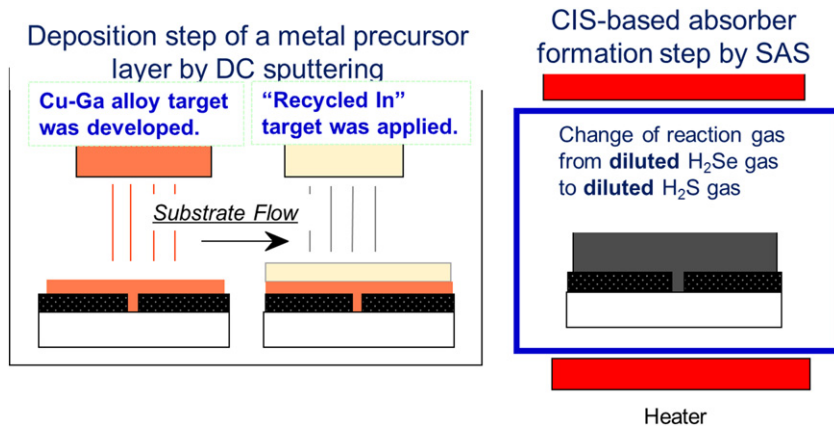 Deposition step of a metal precursor
layer by DC sputtering
Cu-Ga alloy target
was developed.
“Recycled In”
target was applied.
Substrate Flow
CIS-based absorber
formation step by SAS
Change of reaction gas
from diluted H₂Se gas
to diluted H₂S gas
Heater